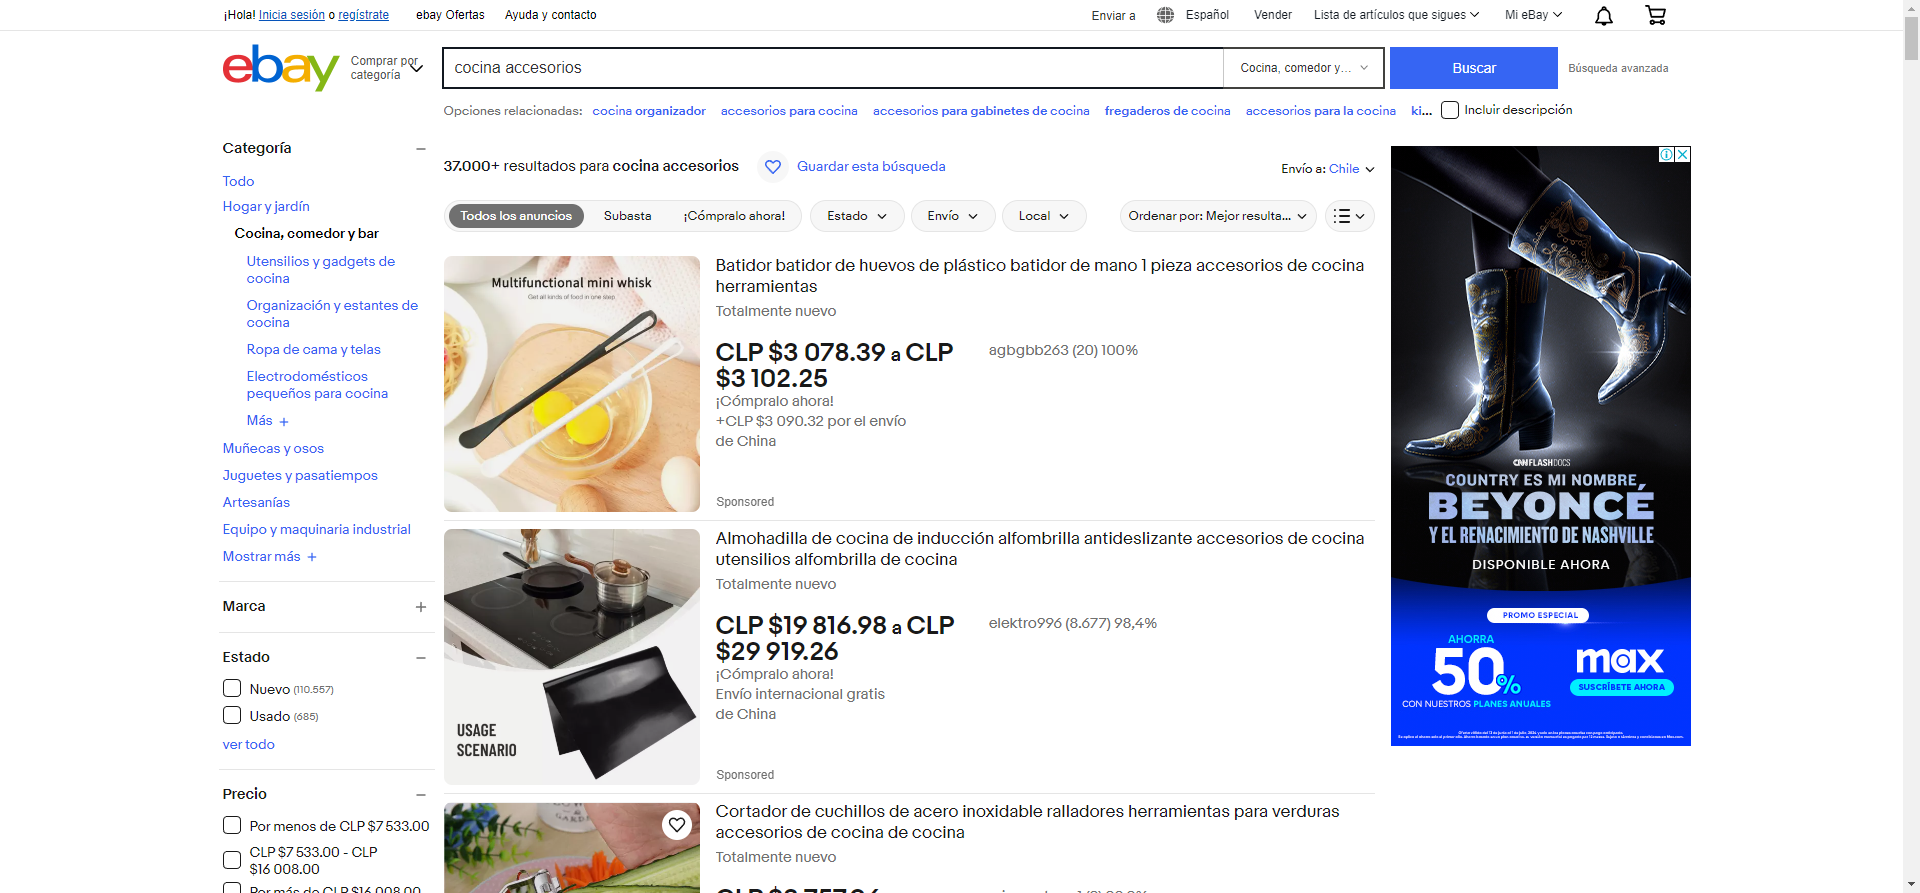 ¡Hola! Inicia sesión o regístrate
ebay Ofertas
Ayuda y contacto
Enviar a
Español
Vender
Lista de artículos que sigues
Mi eBay
ebay
Comprar por
categoría
cocina accesorios
Cocina, comedor y...
Buscar
Búsqueda avanzada
Opciones relacionadas: cocina organizador accesorios para cocina accesorios para gabinetes de cocina fregaderos de cocina accesorios para la cocina ki...
Incluir descripción
Categoría
Todo
Hogar y jardín
Cocina, comedor y bar
Utensilios y gadgets de
cocina
Organización y estantes de
cocina
Ropa de cama y telas
Electrodomésticos
pequeños para cocina
Más +
Muñecas y osos
Juguetes y pasatiempos
Artesanías
Equipo y maquinaria industrial
Mostrar más +
Marca
Estado
Nuevo (110.557)
Usado (685)
ver todo
Precio
Por menos de CLP $7 533.00
CLP $7 533.00 - CLP
$16 008.00
Por más de CLP $16 008.00
37.000+ resultados para cocina accesorios
Guardar esta búsqueda
Envío a: Chile
Todos los anuncios
Subasta
¡Cómpralo ahora!
Estado
Envío
Local
Ordenar por: Mejor resulta...
Multifunctional mini whisk
Get all kinds of food in one step
Batidor batidor de huevos de plástico batidor de mano 1 pieza accesorios de cocina
herramientas
Totalmente nuevo
CLP $3 078.39 a CLP
$3 102.25
agbgbb263 (20) 100%
¡Cómpralo ahora!
+CLP $3 090.32 por el envío
de China
Sponsored
USAGE
SCENARIO
Almohadilla de cocina de inducción alfombrilla antideslizante accesorios de cocina
utensilios alfombrilla de cocina
Totalmente nuevo
CLP $19 816.98 a CLP
$29 919.26
elektro996 (8.677) 98,4%
¡Cómpralo ahora!
Envío internacional gratis
de China
Sponsored
Cortador de cuchillos de acero inoxidable ralladores herramientas para verduras
accesorios de cocina de cocina
Totalmente nuevo
CNN FLASHDOCS
COUNTRY ES MI NOMBRE,
BEYONCÉ
Y EL RENACIMIENTO DE NASHVILLE
DISPONIBLE AHORA
PROMO ESPECIAL
AHORRA
50%
CON NUESTROS PLANES ANUALES
max
SUSCRÍBETE AHORA